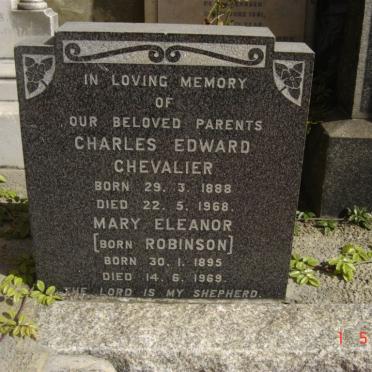 IN LOVING MEMORY
OF
OUR BELOVED PARENTS
CHARLES EDWARD
CHEVALIER
BORN 29. 3. 1888
DIED 22. 5. 1968.
MARY ELEANOR
[BORN ROBINSON]
BORN 30. 1. 1895
DIED 14. 6. 1969.
THE LORD IS MY SHEPHERD.
1 5